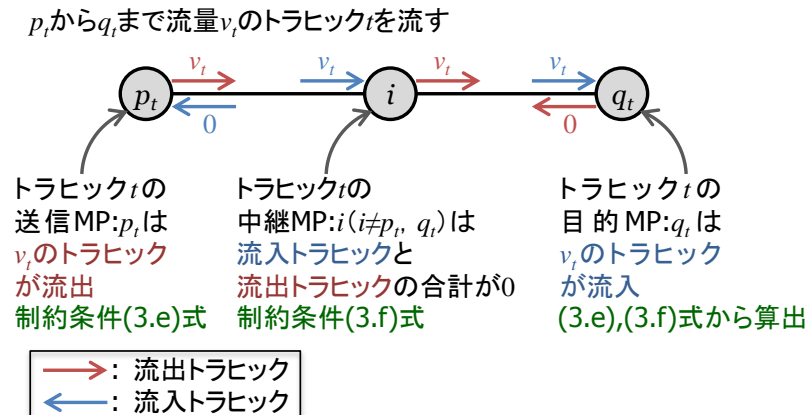 p_tからq_tまで流量v_tのトラヒックtを流す
v_t v_t v_t v_t
p_t i q_t
0 0
トラヒックtの
送信MP:p_tは
v_tのトラヒック
が流出
制約条件(3.e)式
トラヒックtの
中継MP:i(i≠p_t, q_t)は
流入トラヒックと
流出トラヒックの合計が0
制約条件(3.f)式
トラヒックtの
目的MP:q_tは
v_tのトラヒック
が流入
(3.e),(3.f)式から算出
: 流出トラヒック
: 流入トラヒック